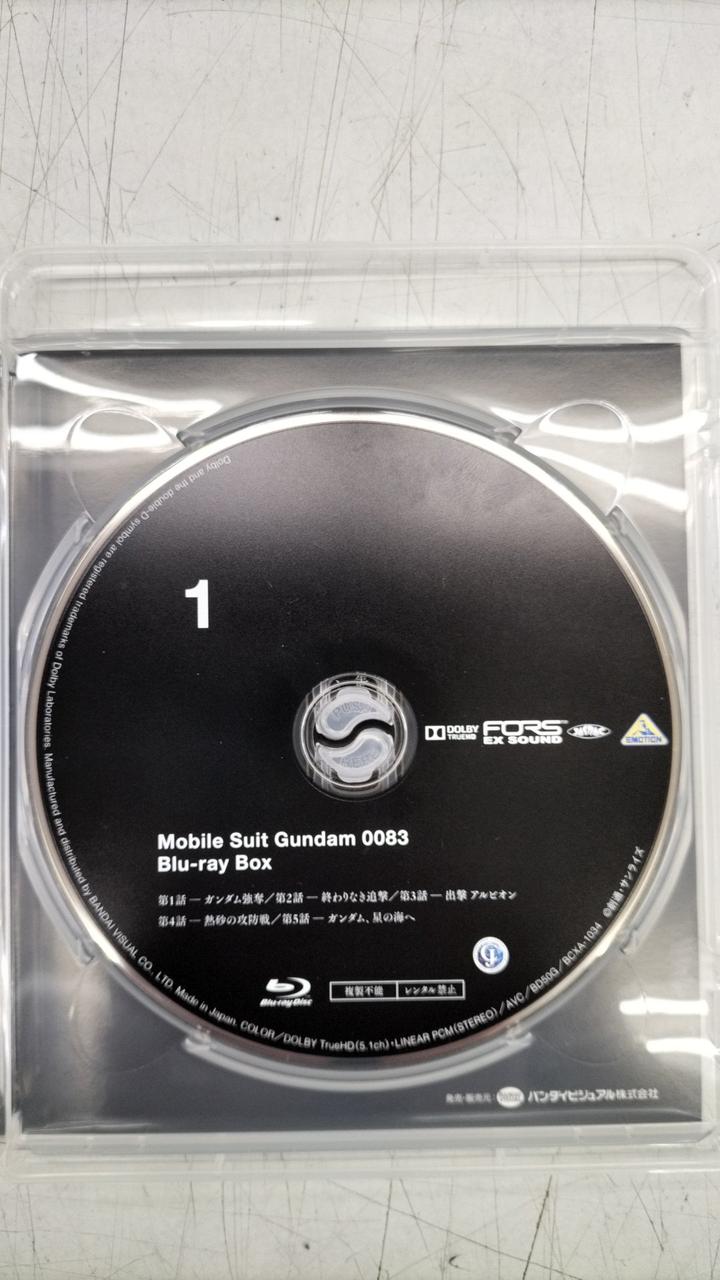 1
DOLBY
TRUEHD
FORS
EX SOUND
EMOTION
Mobile Suit Gundam 0083
Blu-ray Box
第1話 ― ガンダム強奪／第2話 ― 終わりなき追撃／第3話 ― 出撃 アルビオン
第4話 ― 熱砂の攻防戦／第5話 ― ガンダム、星の海へ
Blu-ray Disc
複製不能 レンタル禁止
Dolby and the double-D symbol are registered trademarks of Dolby Laboratories. Manufactured and distributed by BANDAI VISUAL CO., LTD. Made in Japan. COLOR／DOLBY TrueHD(5.1ch)・LINEAR PCM(STEREO)／AVC／BD50G／BCXA-1034 ©創通・サンライズ
発売・販売元: バンダイビジュアル株式会社